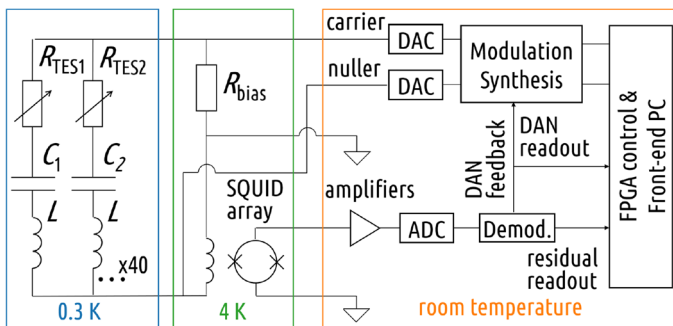 carrier
nuller
R_TES1
R_TES2
C_1
C_2
L
L
...x40
0.3 K
R_bias
SQUID
array
4 K
DAC
DAC
Modulation
Synthesis
DAN
feedback
DAN
readout
amplifiers
ADC
Demod.
residual
readout
FPGA control &
Front-end PC
room temperature